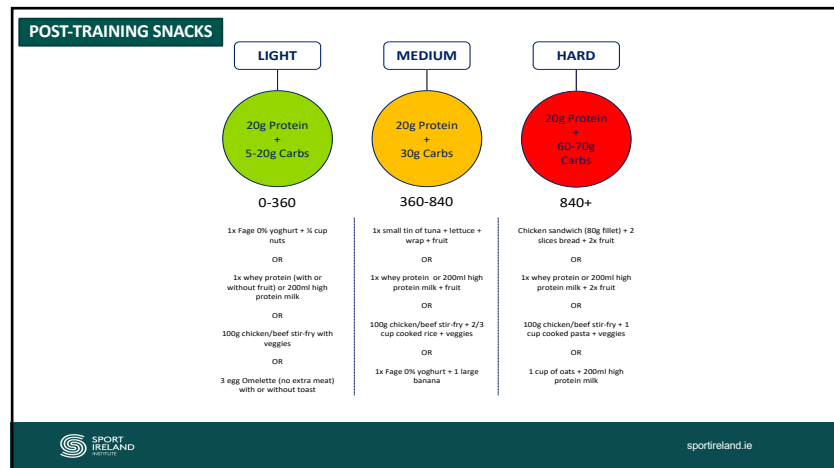 POST-TRAINING SNACKS
LIGHT
20g Protein
+
5-20g Carbs
0-360
1x Fage 0% yoghurt + ¼ cup
nuts
OR
1x whey protein (with or
without fruit) or 200ml high
protein milk
OR
100g chicken/beef stir-fry with
veggies
OR
3 egg Omelette (no extra meat)
with or without toast
MEDIUM
20g Protein
+
30g Carbs
360-840
1x small tin of tuna + lettuce +
wrap + fruit
OR
1x whey protein or 200ml high
protein milk + fruit
OR
100g chicken/beef stir-fry + 2/3
cup cooked rice + veggies
OR
1x Fage 0% yoghurt + 1 large
banana
HARD
20g Protein
+
60-70g
Carbs
840+
Chicken sandwich (80g fillet) + 2
slices bread + 2x fruit
OR
1x whey protein or 200ml high
protein milk + 2x fruit
OR
100g chicken/beef stir-fry + 1
cup cooked pasta + veggies
OR
1 cup of oats + 200ml high
protein milk
SPORT
IRELAND
INSTITUTE
sportireland.ie